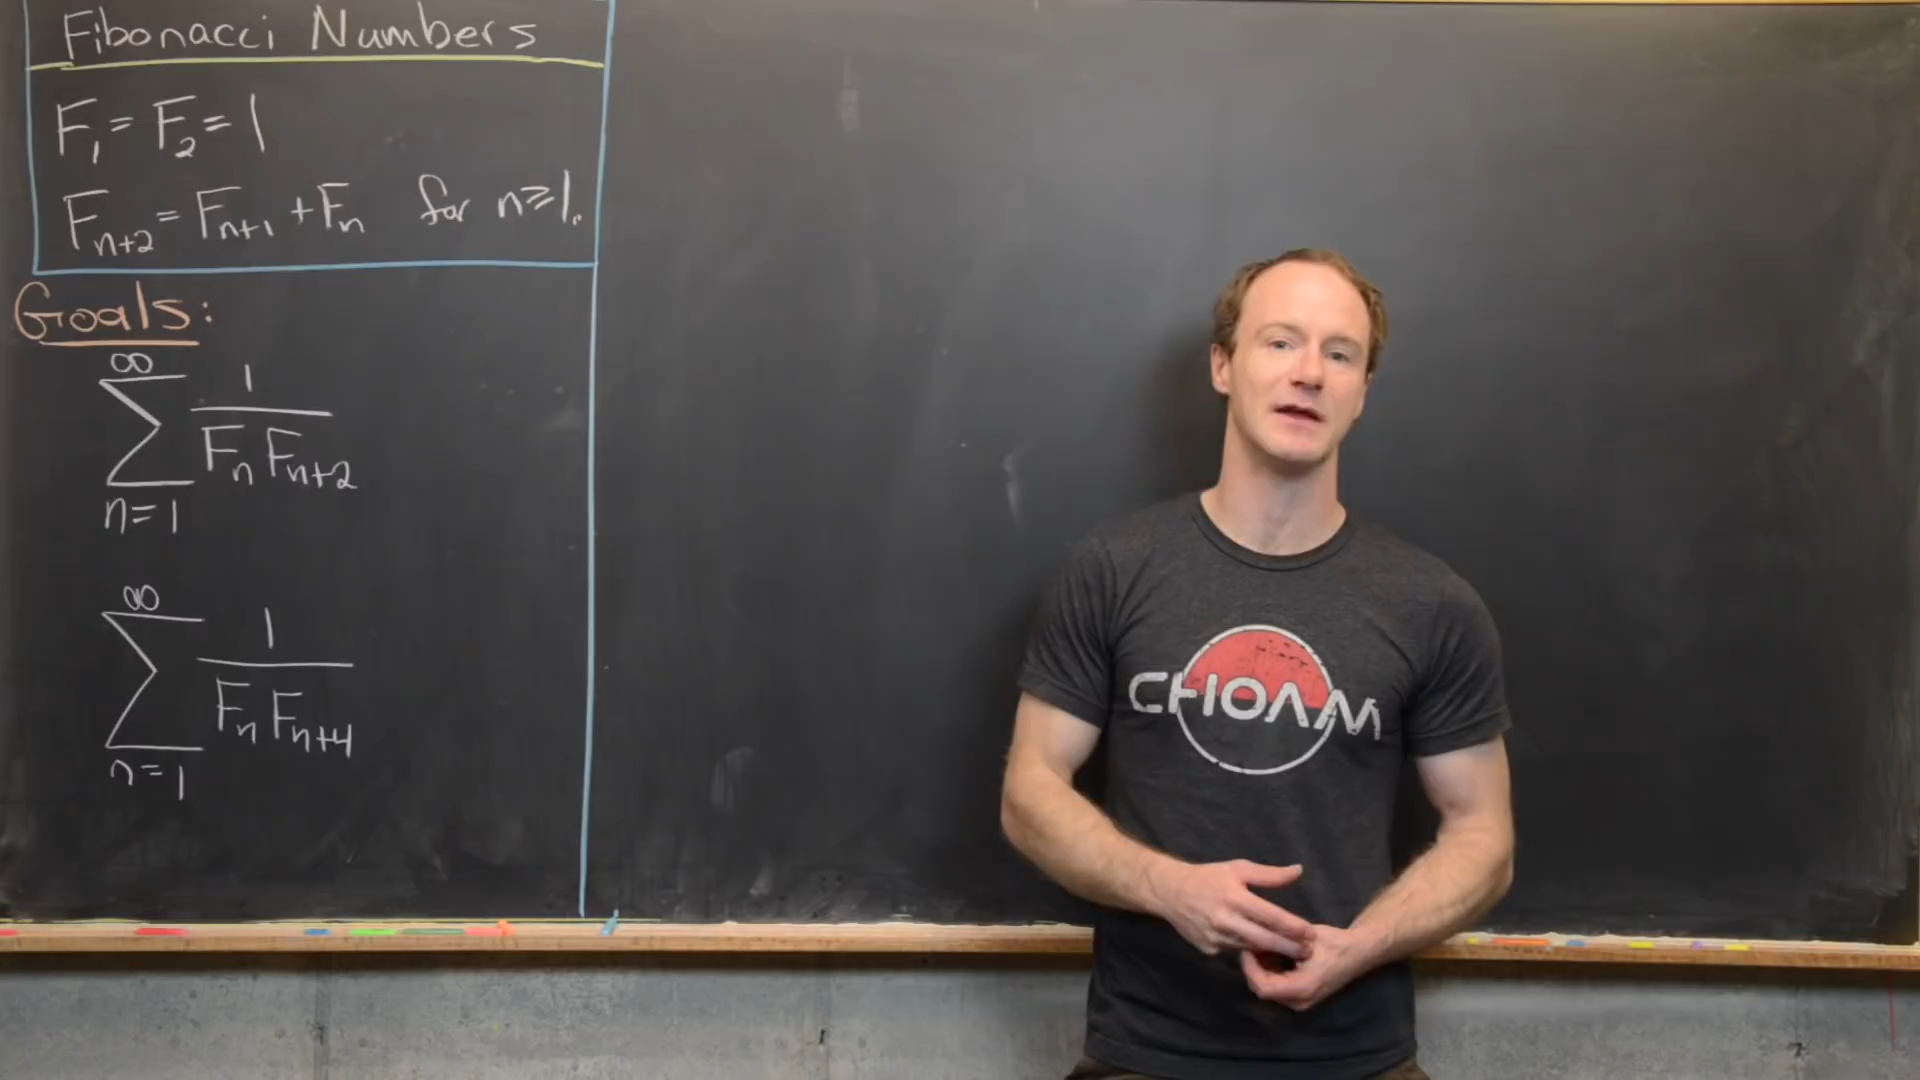 Fibonacci Numbers
F₁ = F₂ = 1
Fₙ₊₂ = Fₙ₊₁ + Fₙ for n ≥ 1.
Goals:
∑_{n=1}^{∞} 1/(Fₙ Fₙ₊₂)
∑_{n=1}^{∞} 1/(Fₙ Fₙ₊₄)
CHOAM